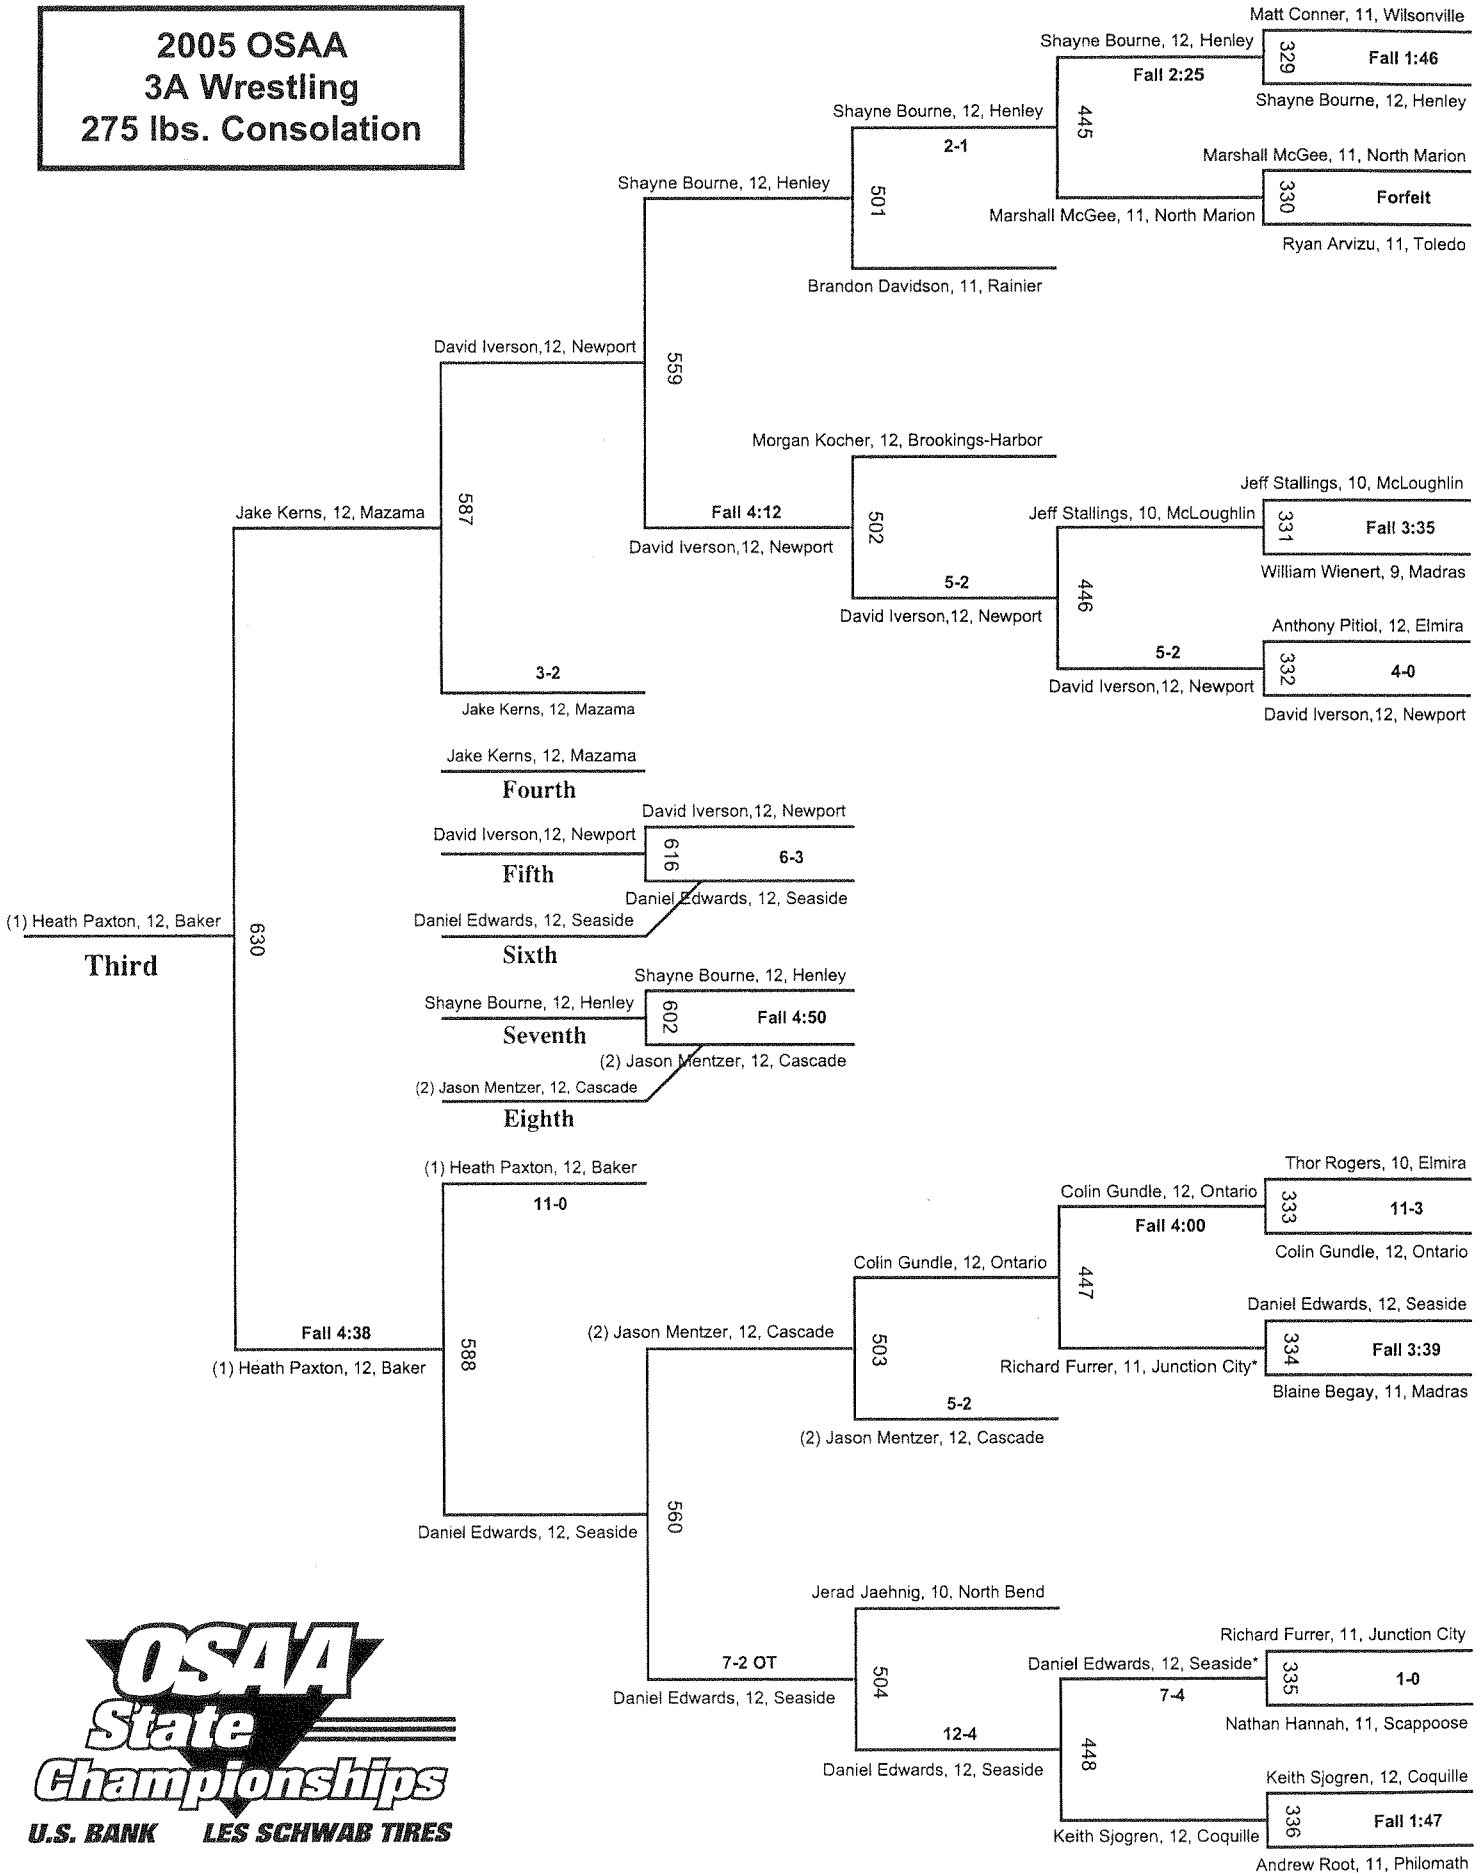 2005 OSAA
3A Wrestling
275 lbs. Consolation
Matt Conner, 11, Wilsonville
Shayne Bourne, 12, Henley
329
Fall 1:46
Fall 2:25
Shayne Bourne, 12, Henley
Shayne Bourne, 12, Henley
445
2-1
Marshall McGee, 11, North Marion
Shayne Bourne, 12, Henley
501
330
Forfeit
Marshall McGee, 11, North Marion
Ryan Arvizu, 11, Toledo
Brandon Davidson, 11, Rainier
David Iverson,12, Newport
559
Morgan Kocher, 12, Brookings-Harbor
Jeff Stallings, 10, McLoughlin
587
Jake Kerns, 12, Mazama
Fall 4:12
502
Jeff Stallings, 10, McLoughlin
331
Fall 3:35
David Iverson,12, Newport
William Wienert, 9, Madras
5-2
446
David Iverson,12, Newport
Anthony Pitiol, 12, Elmira
5-2
332
4-0
3-2
David Iverson,12, Newport
Jake Kerns, 12, Mazama
David Iverson,12, Newport
Jake Kerns, 12, Mazama
Fourth
David Iverson,12, Newport
David Iverson,12, Newport
616
6-3
Fifth
Daniel Edwards, 12, Seaside
Daniel Edwards, 12, Seaside
(1) Heath Paxton, 12, Baker
630
Third
Sixth
Shayne Bourne, 12, Henley
Shayne Bourne, 12, Henley
602
Fall 4:50
Seventh
(2) Jason Mentzer, 12, Cascade
(2) Jason Mentzer, 12, Cascade
Eighth
(1) Heath Paxton, 12, Baker
11-0
Thor Rogers, 10, Elmira
Colin Gundle, 12, Ontario
333
11-3
Fall 4:00
Colin Gundle, 12, Ontario
Colin Gundle, 12, Ontario
447
Daniel Edwards, 12, Seaside
Fall 4:38
588
(2) Jason Mentzer, 12, Cascade
503
334
Fall 3:39
(1) Heath Paxton, 12, Baker
Richard Furrer, 11, Junction City*
Blaine Begay, 11, Madras
5-2
(2) Jason Mentzer, 12, Cascade
560
Daniel Edwards, 12, Seaside
Jerad Jaehnig, 10, North Bend
Richard Furrer, 11, Junction City
7-2 OT
504
Daniel Edwards, 12, Seaside*
335
1-0
Daniel Edwards, 12, Seaside
7-4
Nathan Hannah, 11, Scappoose
12-4
448
Daniel Edwards, 12, Seaside
Keith Sjogren, 12, Coquille
336
Fall 1:47
Keith Sjogren, 12, Coquille
Andrew Root, 11, Philomath
OSAA
State
Championships
U.S. BANK LES SCHWAB TIRES